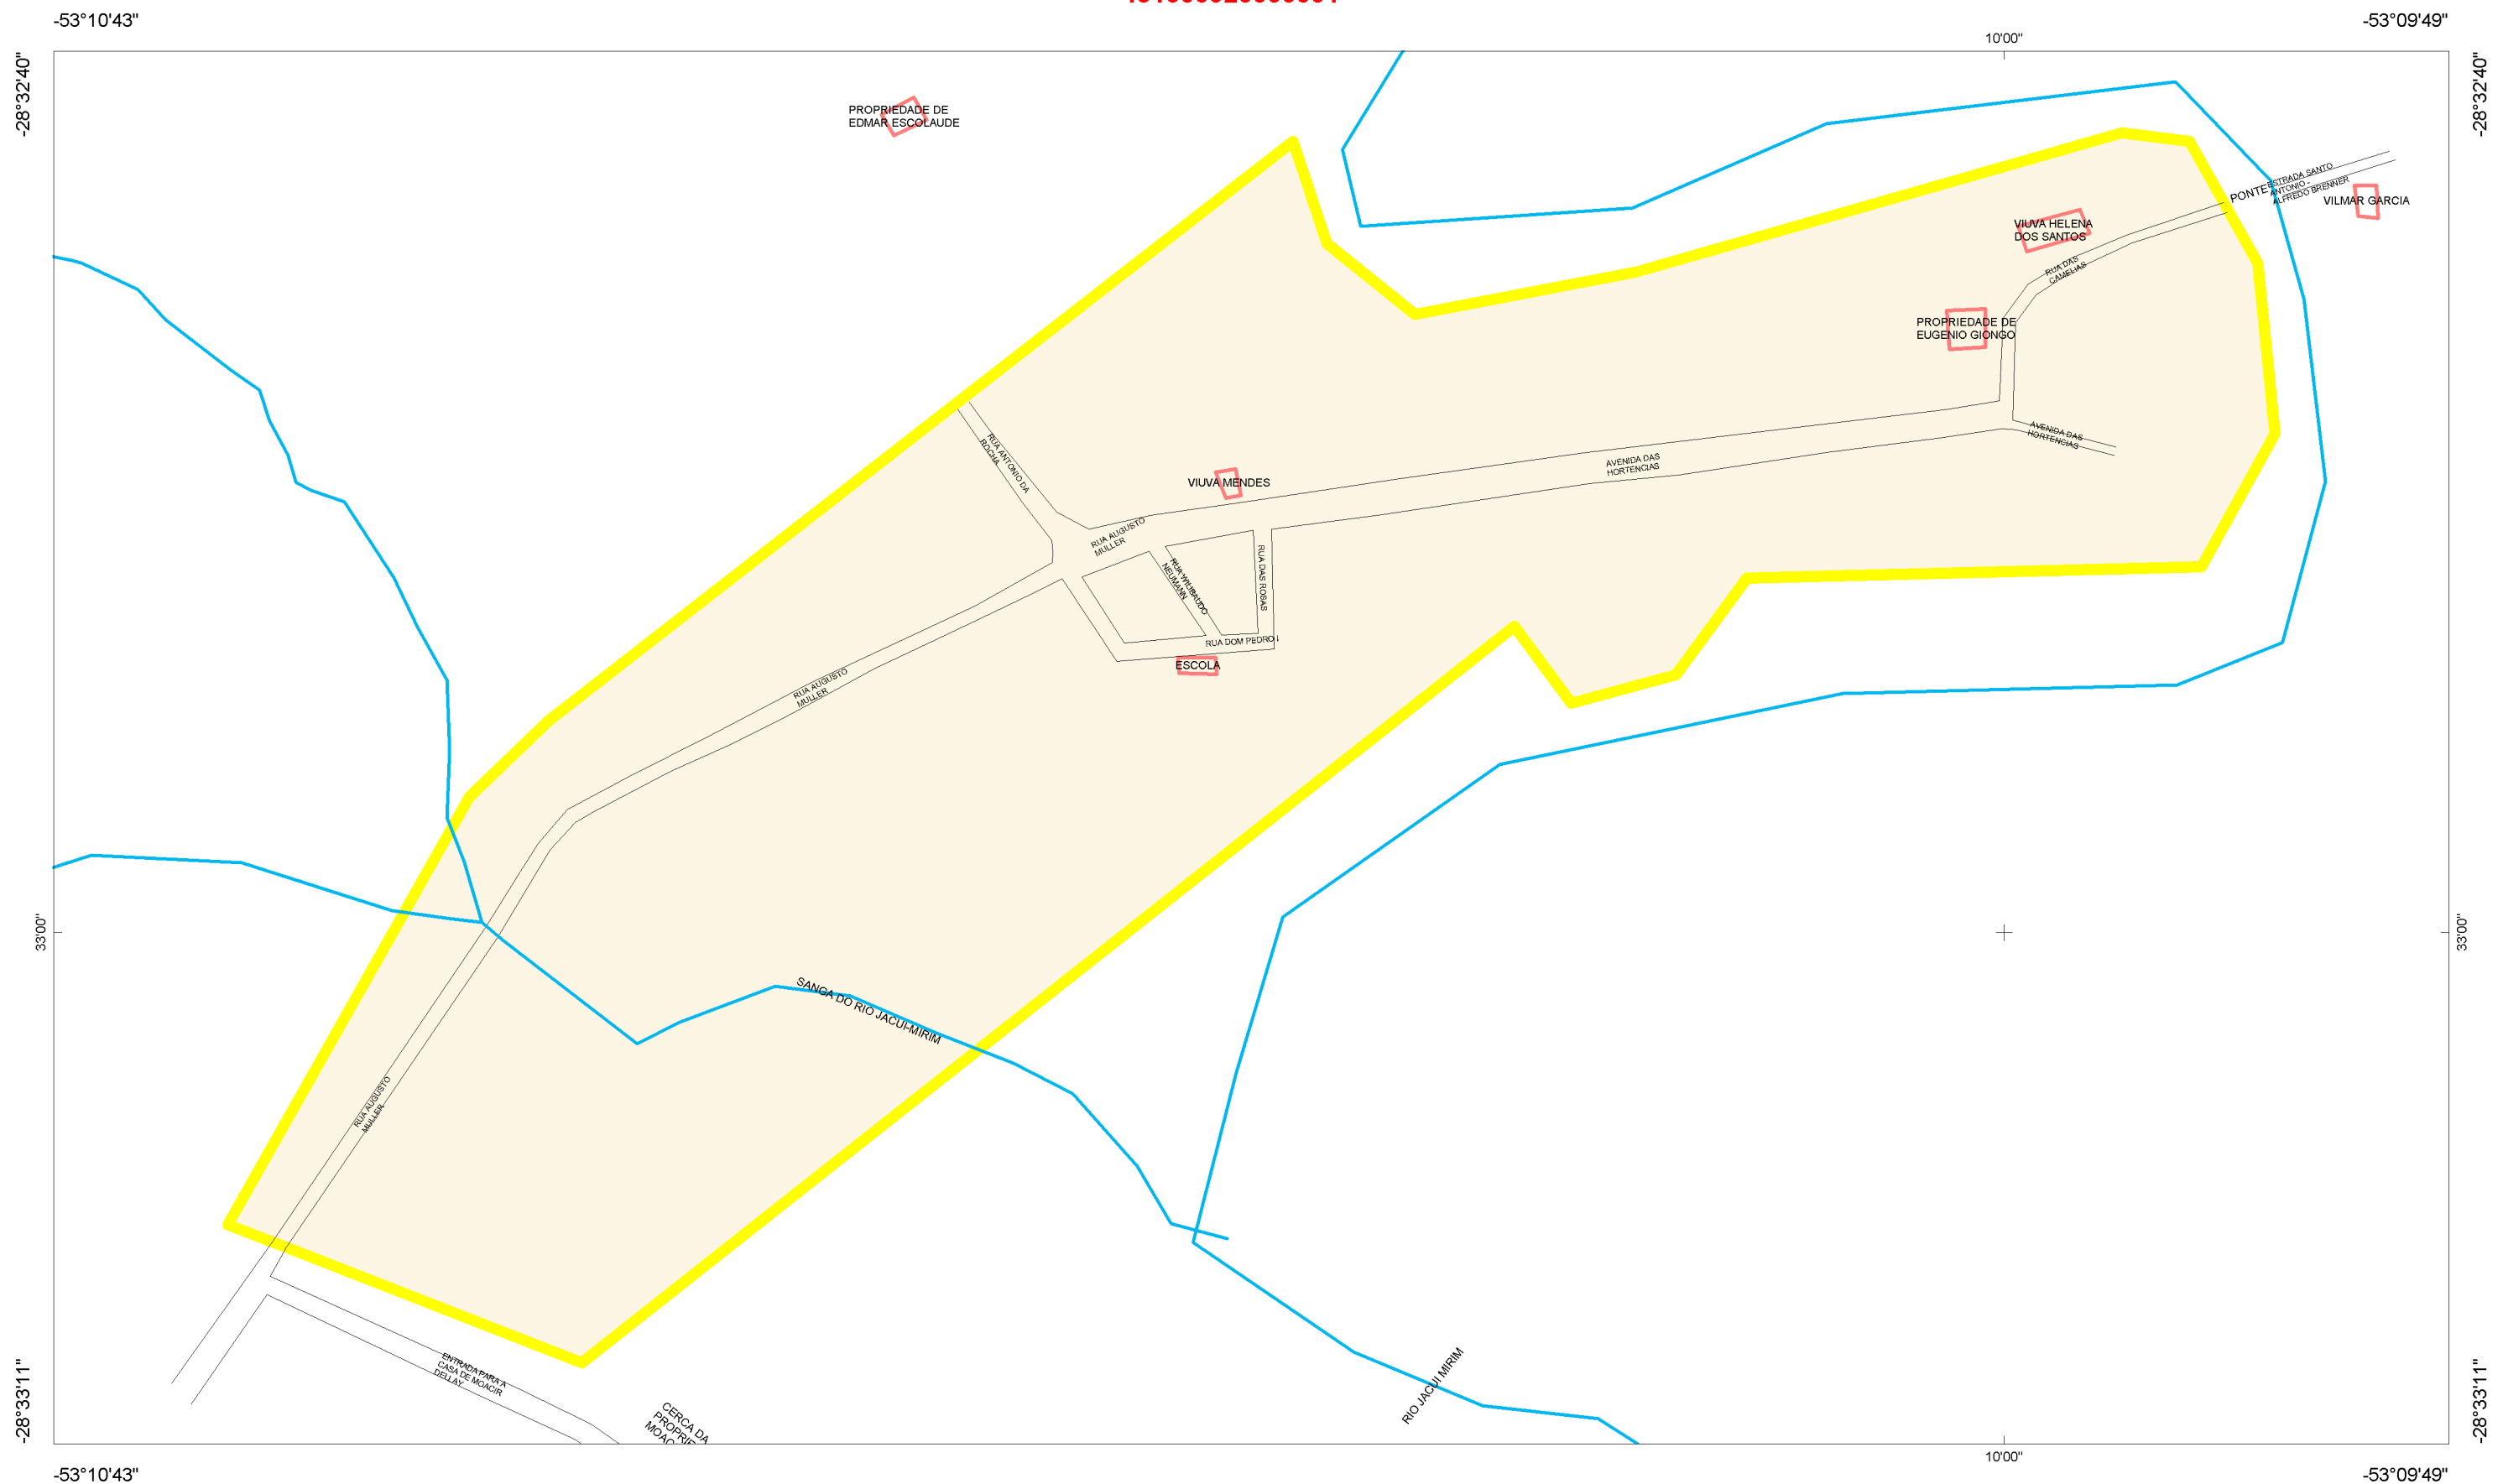 -53°10'43"
-53°09'49"
10'00"
-28°32'40"
-28°32'40"
PROPRIEDADE DE
EDMAR ESCOLAUDE
PONTE
ESTRADA SANTO
ANTONIO -
ALFREDO BRENNER
VILMAR GARCIA
VIUVA HELENA
DOS SANTOS
RUA DAS
CAMELIAS
PROPRIEDADE DE
EUGENIO GIONGO
AVENIDA DAS
HORTENCIAS
RUA ANTONIO DA
ROCHA
AVENIDA DAS
HORTENCIAS
VIUVA MENDES
RUA AUGUSTO
MULLER
RUA WILIBAUDO
NEUMANN
RUA DAS ROSAS
RUA DOM PEDRO I
ESCOLA
RUA AUGUSTO
MULLER
33'00"
33'00"
SANGA DO RIO JACUI-MIRIM
RUA AUGUSTO
MULLER
ENTRADA PARA A
CASA DE MOACIR
DELLAY
RIO JACUI MIRIM
CERCA DA
-28°33'11"
-28°33'11"
-53°10'43"
10'00"
-53°09'49"